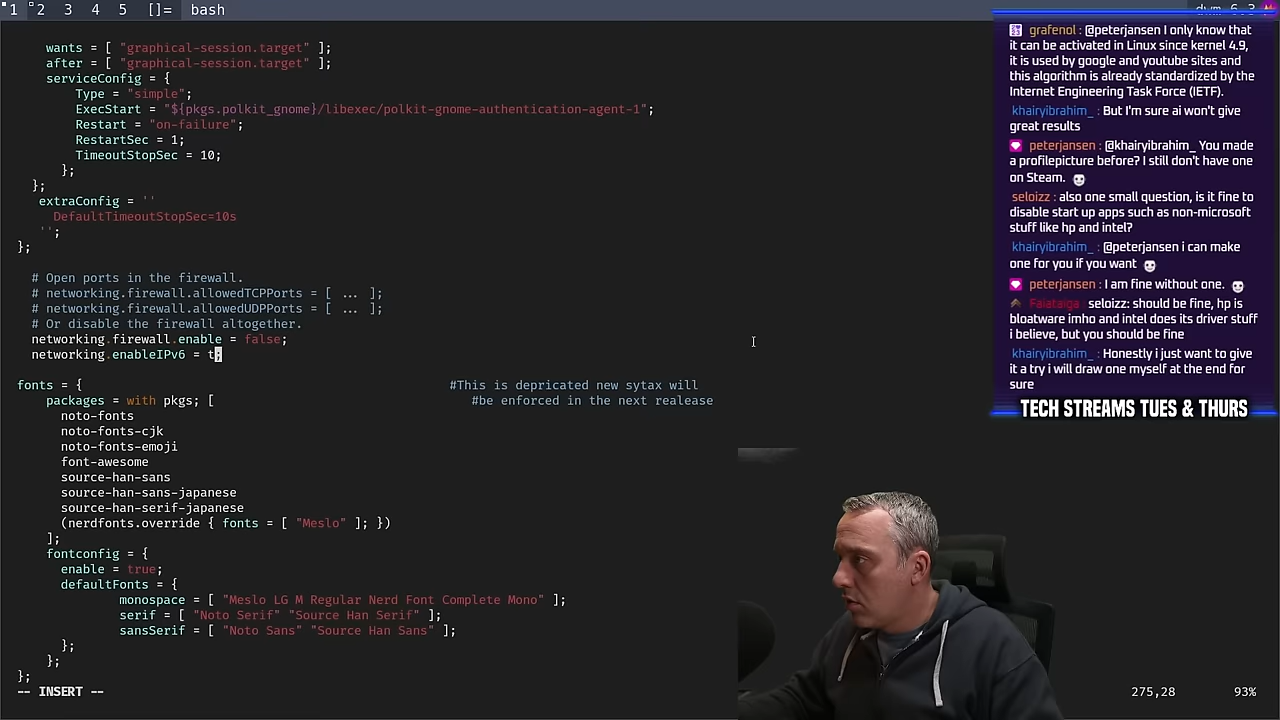 1 2 3 4 5 []= bash
dwm-6.3
wants = [ "graphical-session.target" ];
after = [ "graphical-session.target" ];
serviceConfig = {
Type = "simple";
ExecStart = "${pkgs.polkit_gnome}/libexec/polkit-gnome-authentication-agent-1";
Restart = "on-failure";
RestartSec = 1;
TimeoutStopSec = 10;
};
};
extraConfig = ''
DefaultTimeoutStopSec=10s
'';
};
# Open ports in the firewall.
# networking.firewall.allowedTCPPorts = [ ... ];
# networking.firewall.allowedUDPPorts = [ ... ];
# Or disable the firewall altogether.
networking.firewall.enable = false;
networking.enableIPv6 = t;
fonts = { #This is depricated new sytax will
packages = with pkgs; [ #be enforced in the next realease
noto-fonts
noto-fonts-cjk
noto-fonts-emoji
font-awesome
source-han-sans
source-han-sans-japanese
source-han-serif-japanese
(nerdfonts.override { fonts = [ "Meslo" ]; })
];
fontconfig = {
enable = true;
defaultFonts = {
monospace = [ "Meslo LG M Regular Nerd Font Complete Mono" ];
serif = [ "Noto Serif" "Source Han Serif" ];
sansSerif = [ "Noto Sans" "Source Han Sans" ];
};
};
};
-- INSERT -- 275,28 93%
grafenol : @peterjansen I only know that
it can be activated in Linux since kernel 4.9,
it is used by google and youtube sites and
this algorithm is already standardized by the
Internet Engineering Task Force (IETF).
khairyibrahim_ : But I'm sure ai won't give
great results
peterjansen : @khairyibrahim_ You made
a profilepicture before? I still don't have one
on Steam.
seloizz : also one small question, is it fine to
disable start up apps such as non-microsoft
stuff like hp and intel?
khairyibrahim_ : @peterjansen i can make
one for you if you want
peterjansen : I am fine without one.
Faiataiga : seloizz: should be fine, hp is
bloatware imho and intel does its driver stuff
i believe, but you should be fine
khairyibrahim_ : Honestly i just want to give
it a try i will draw one myself at the end for
sure
TECH STREAMS TUES & THURS